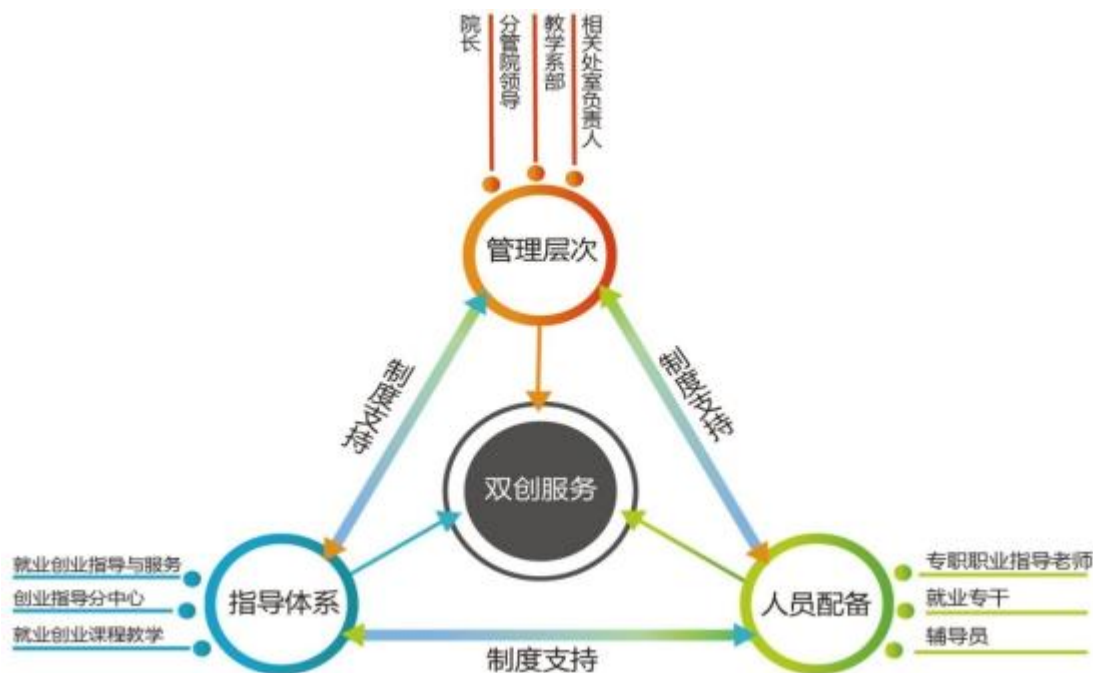 院长
分管院领导
教学系部
相关处室负责人
管理层次
制度支持
制度支持
双创服务
就业创业指导与服务
创业指导分中心
就业创业课程教学
指导体系
人员配备
专职职业指导老师
就业专干
辅导员
制度支持